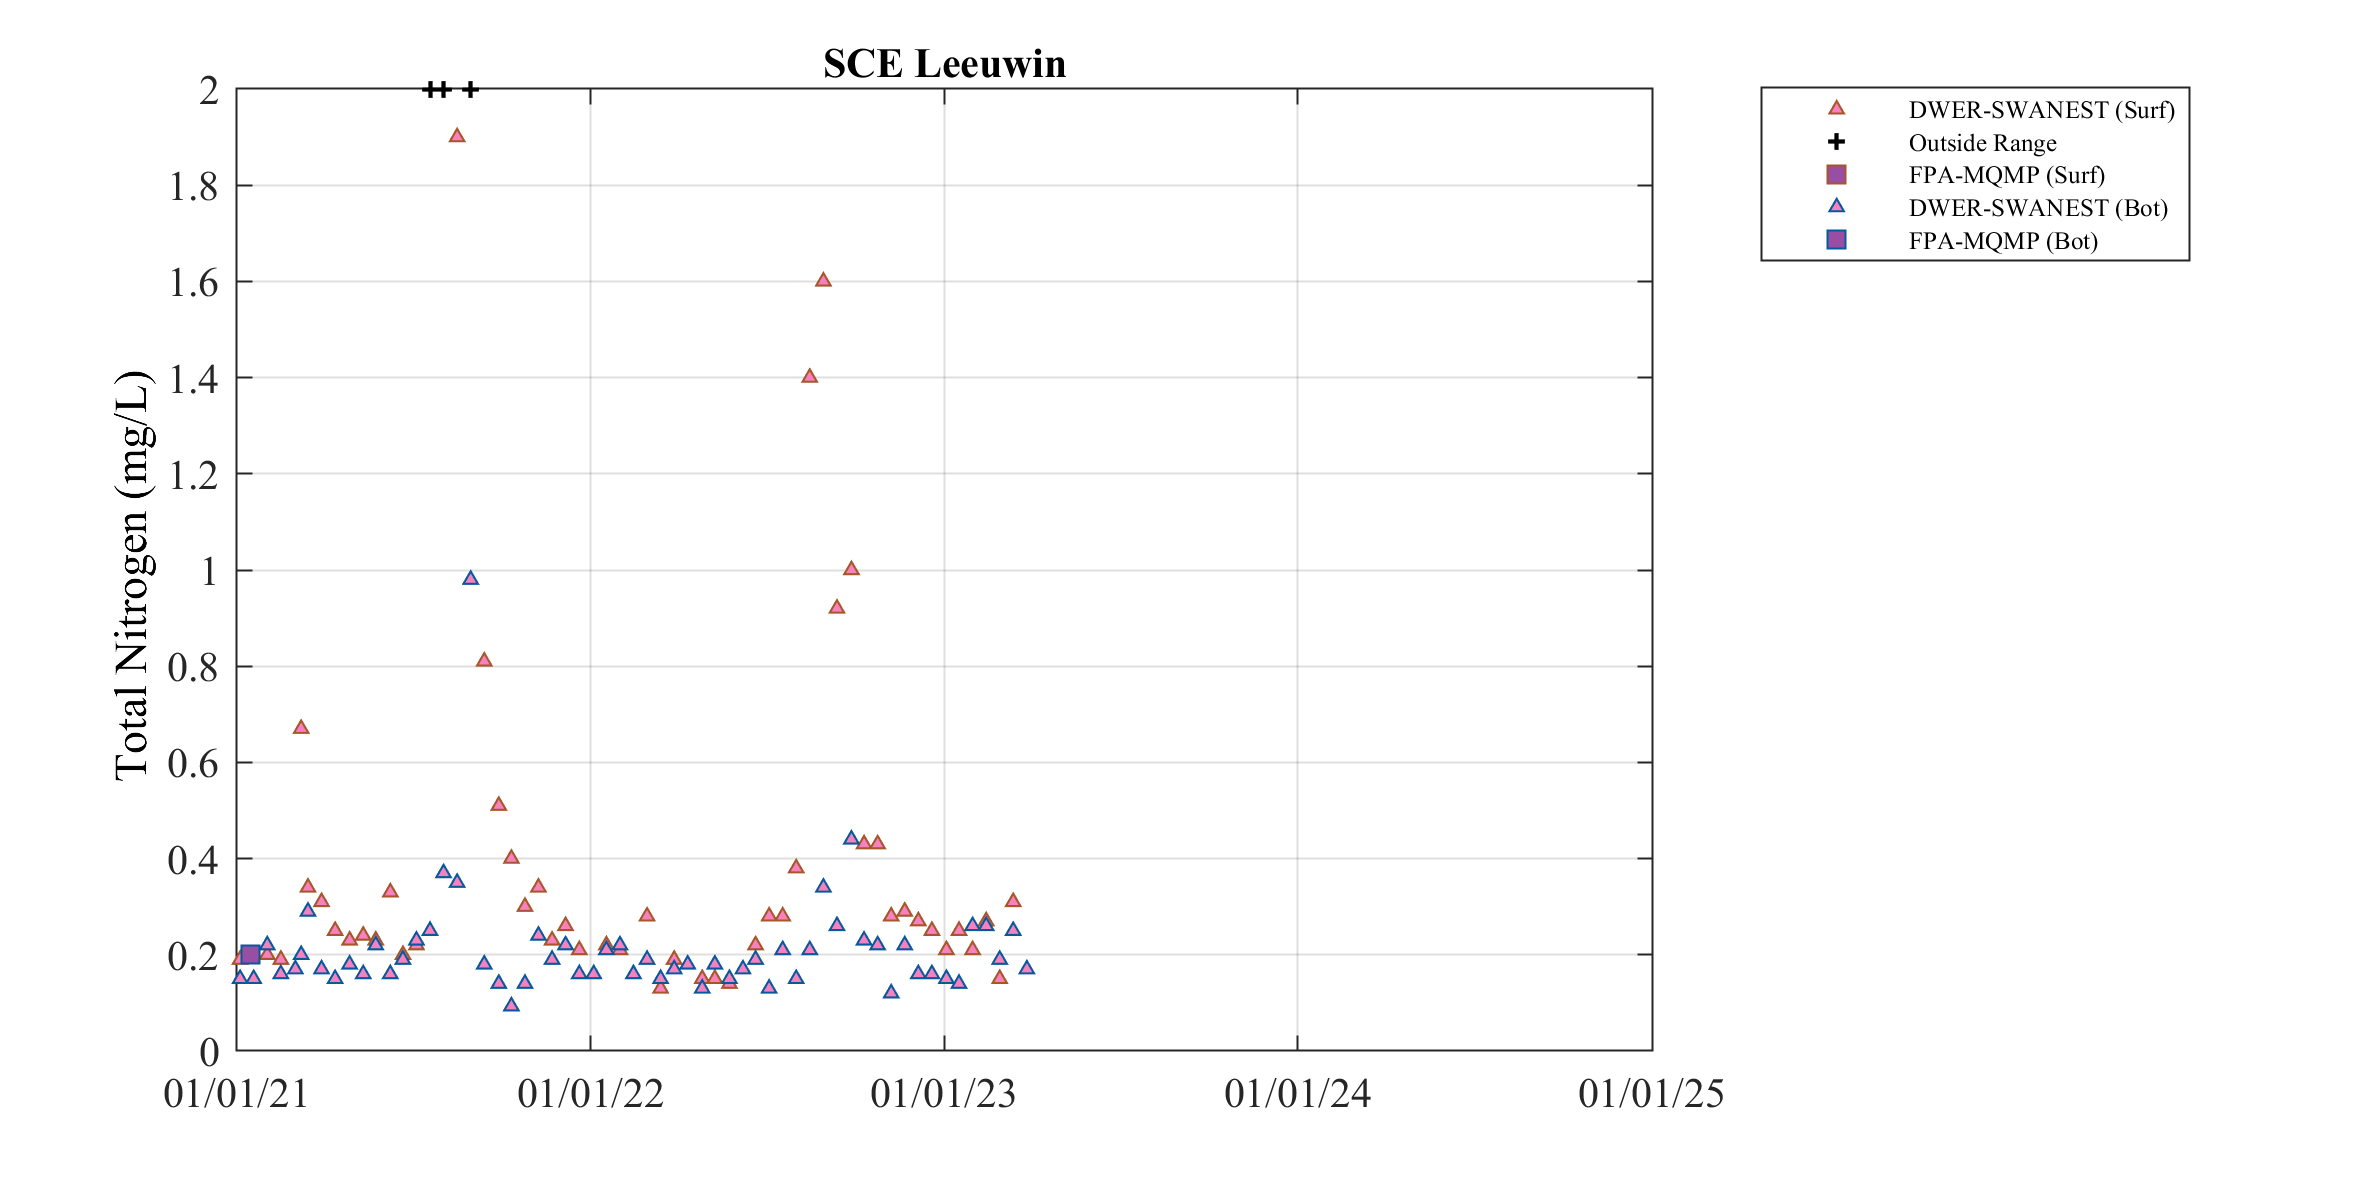 SCE Leeuwin
Total Nitrogen (mg/L)
2
1.8
1.6
1.4
1.2
1
0.8
0.6
0.4
0.2
0
01/01/21
01/01/22
01/01/23
01/01/24
01/01/25
DWER-SWANEST (Surf)
Outside Range
FPA-MQMP (Surf)
DWER-SWANEST (Bot)
FPA-MQMP (Bot)